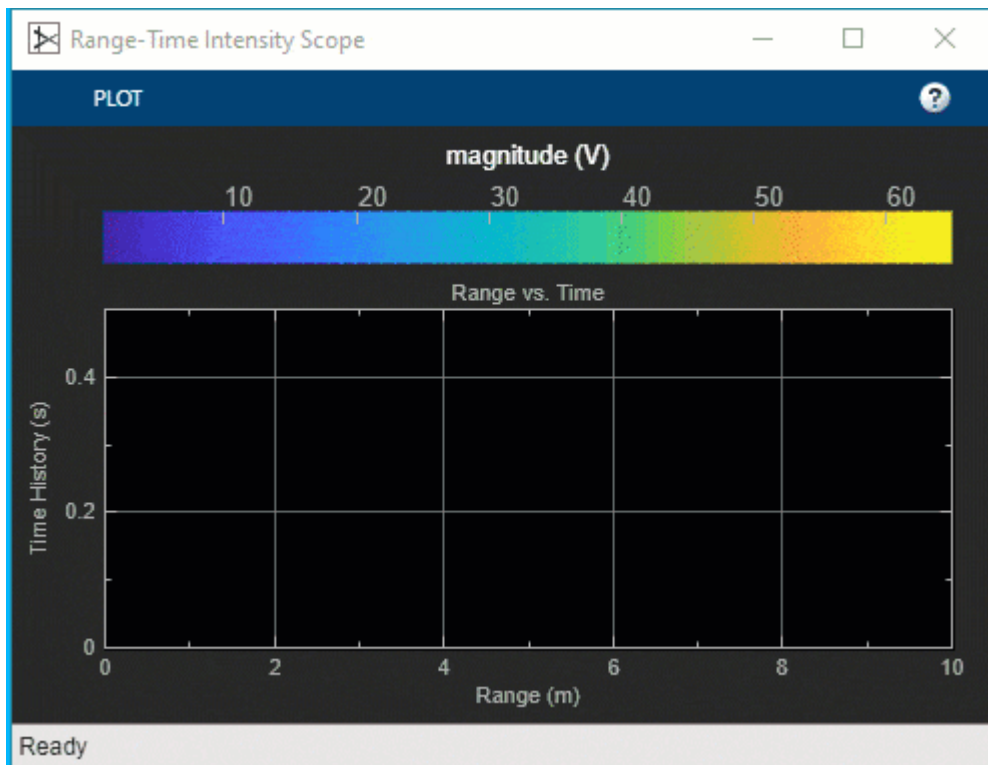 Range-Time Intensity Scope
PLOT
?
magnitude (V)
10 20 30 40 50 60
Range vs. Time
Time History (s)
0.4
0.2
0
0 2 4 6 8 10
Range (m)
Ready